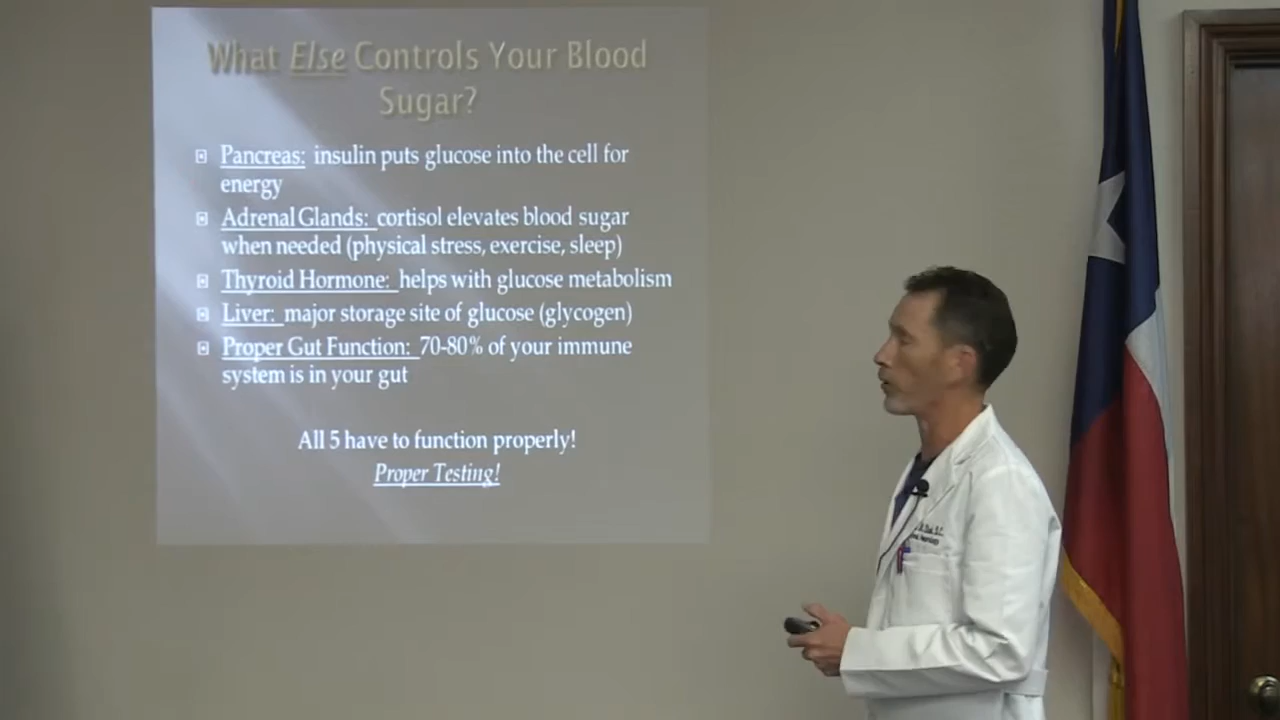 What Else Controls Your Blood
Sugar?
Pancreas: insulin puts glucose into the cell for
energy
Adrenal Glands: cortisol elevates blood sugar
when needed (physical stress, exercise, sleep)
Thyroid Hormone: helps with glucose metabolism
Liver: major storage site of glucose (glycogen)
Proper Gut Function: 70-80% of your immune
system is in your gut
All 5 have to function properly!
Proper Testing!